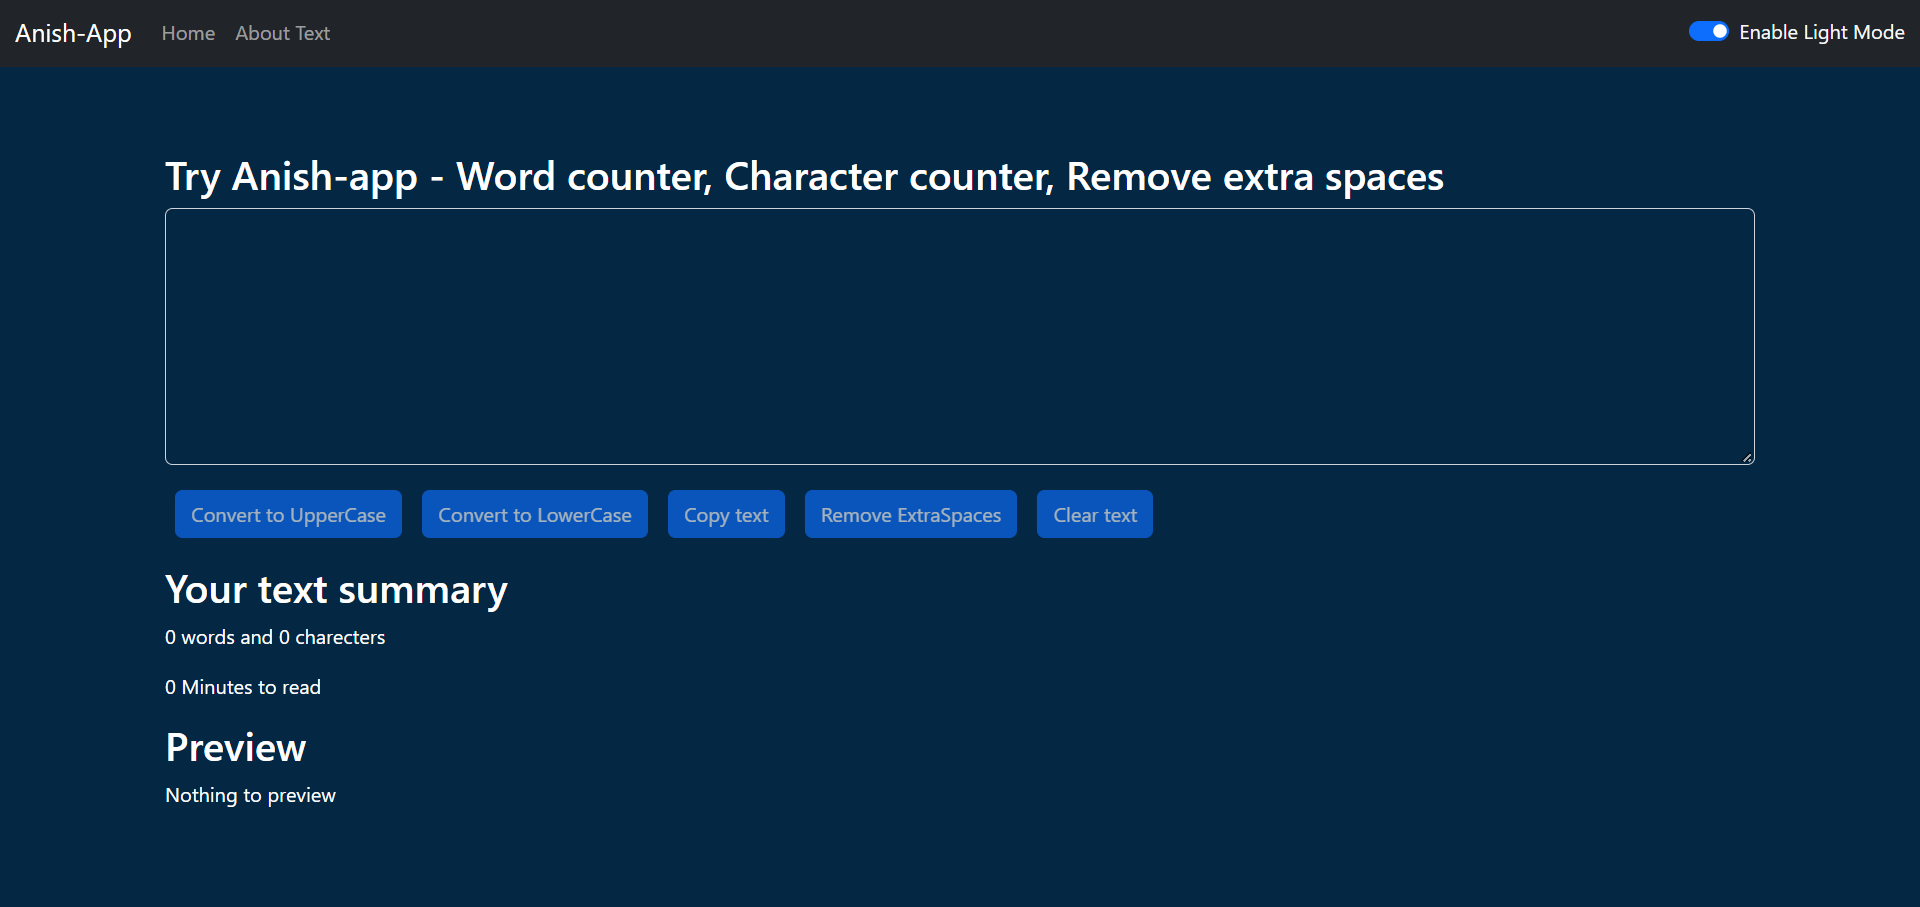 Anish-App Home About Text Enable Light Mode
Try Anish-app - Word counter, Character counter, Remove extra spaces
Convert to UpperCase Convert to LowerCase Copy text Remove ExtraSpaces Clear text
Your text summary
0 words and 0 charecters
0 Minutes to read
Preview
Nothing to preview